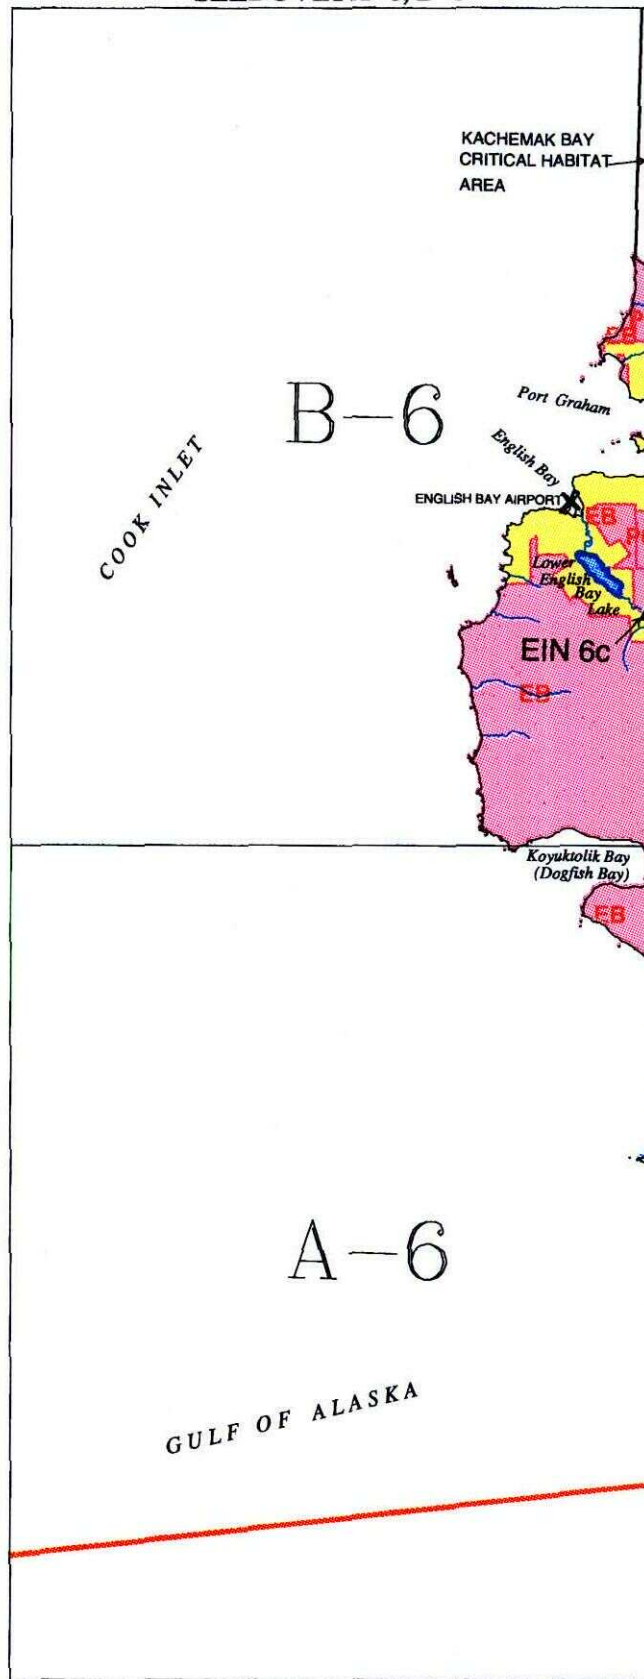 KACHEMAK BAY
CRITICAL HABITAT
AREA
EB
B-6
Port Graham
COOK INLET
English Bay
ENGLISH BAY AIRPORT
EB
Lower
English
Bay
Lake
EIN 6c
EB
Koyuktolik Bay
(Dogfish Bay)
EB
A-6
GULF OF ALASKA